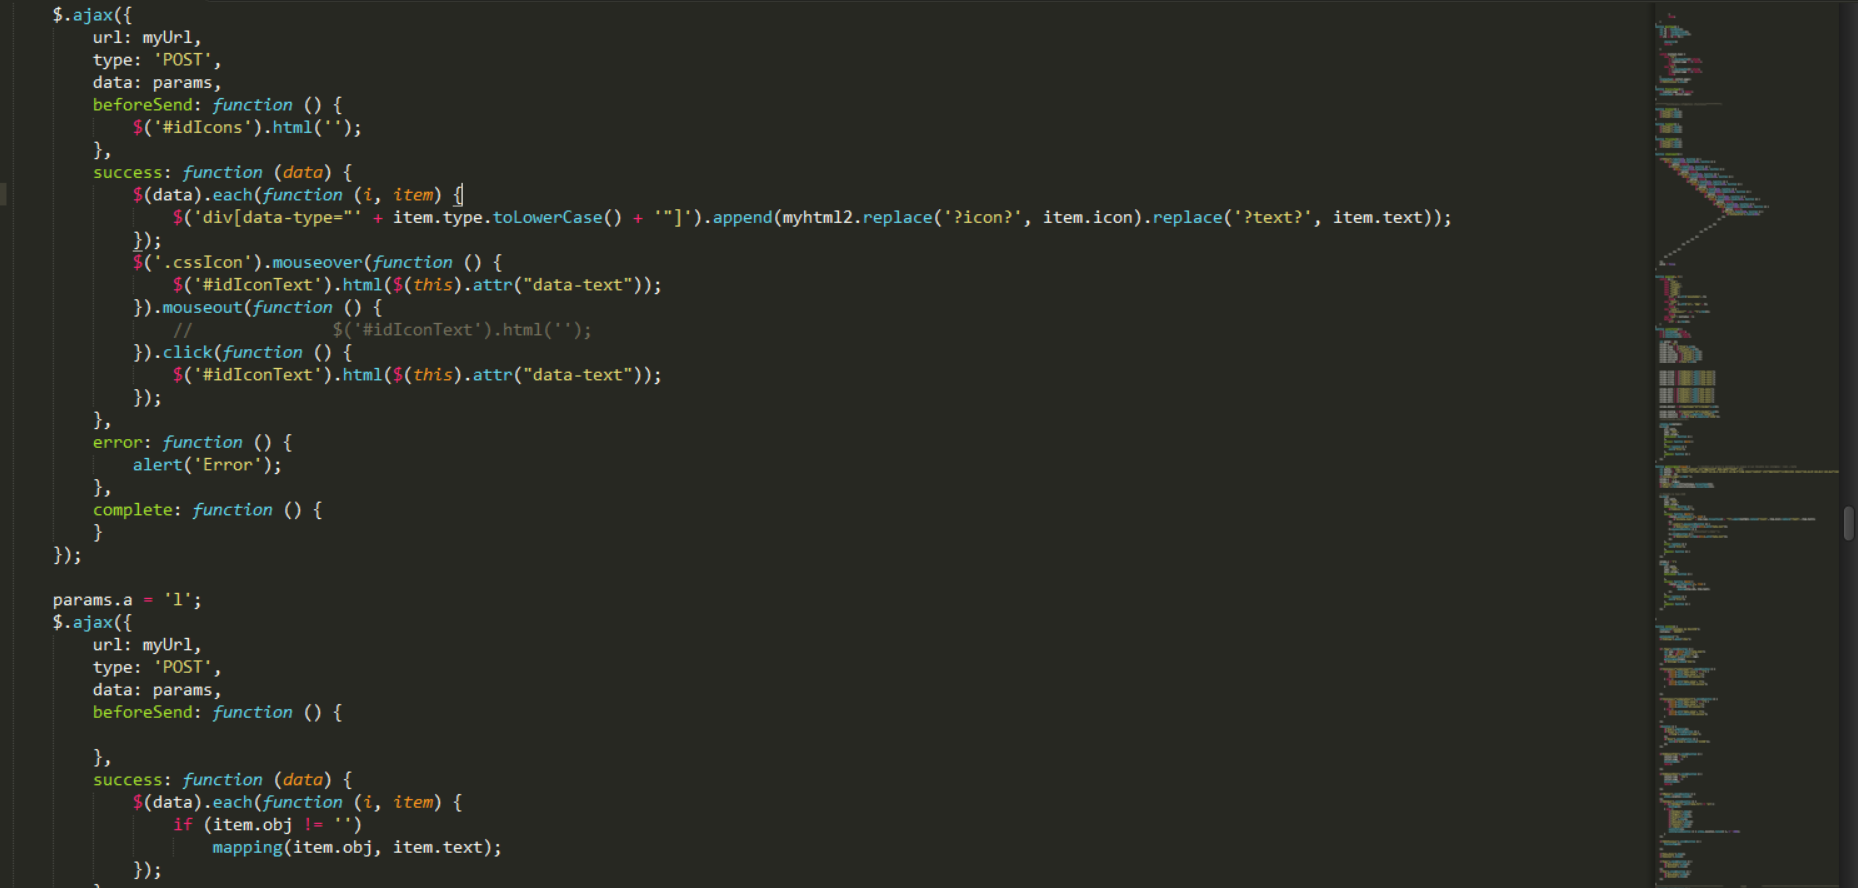 $.ajax({
    url: myUrl,
    type: 'POST',
    data: params,
    beforeSend: function () {
        $('#idIcons').html('');
    },
    success: function (data) {
        $(data).each(function (i, item) {
            $('div[data-type="' + item.type.toLowerCase() + '"]').append(myhtml2.replace('?icon?', item.icon).replace('?text?', item.text));
        });
        $('.cssIcon').mouseover(function () {
            $('#idIconText').html($(this).attr("data-text"));
        }).mouseout(function () {
            //              $('#idIconText').html('');
        }).click(function () {
            $('#idIconText').html($(this).attr("data-text"));
        });
    },
    error: function () {
        alert('Error');
    },
    complete: function () {
    }
});
params.a = 'l';
$.ajax({
    url: myUrl,
    type: 'POST',
    data: params,
    beforeSend: function () {
    },
    success: function (data) {
        $(data).each(function (i, item) {
            if (item.obj != '')
                mapping(item.obj, item.text);
        });